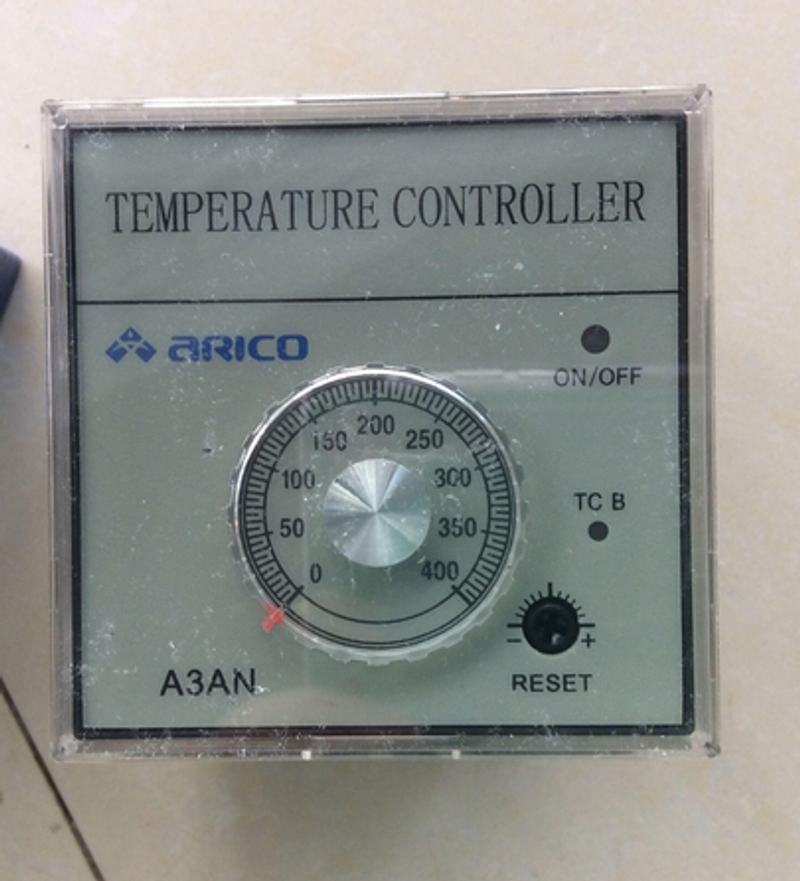 TEMPERATURE CONTROLLER
ARICO
ON/OFF
200
150
250
100
300
50
350
0
400
TC B
- +
A3AN
RESET